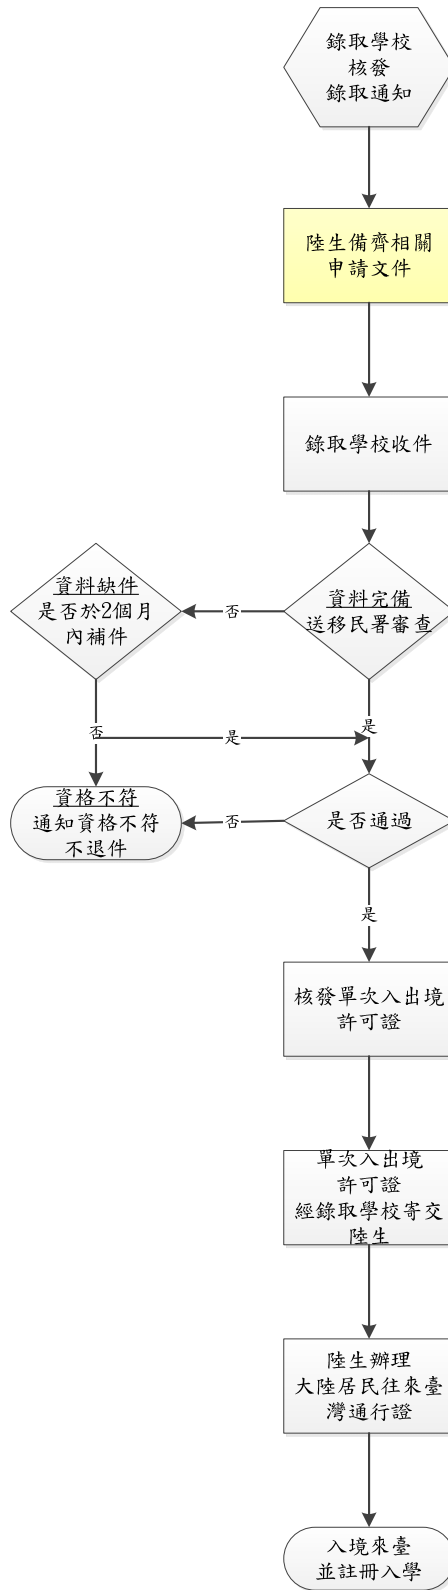 錄取學校
核發
錄取通知
陸生備齊相關
申請文件
錄取學校收件
資料缺件
是否於2個月
內補件
否
資料完備
送移民署審查
否
是
是
資格不符
通知資格不符
不退件
否
是否通過
是
核發單次入出境
許可證
單次入出境
許可證
經錄取學校寄交
陸生
陸生辦理
大陸居民往來臺
灣通行證
入境來臺
並註冊入學